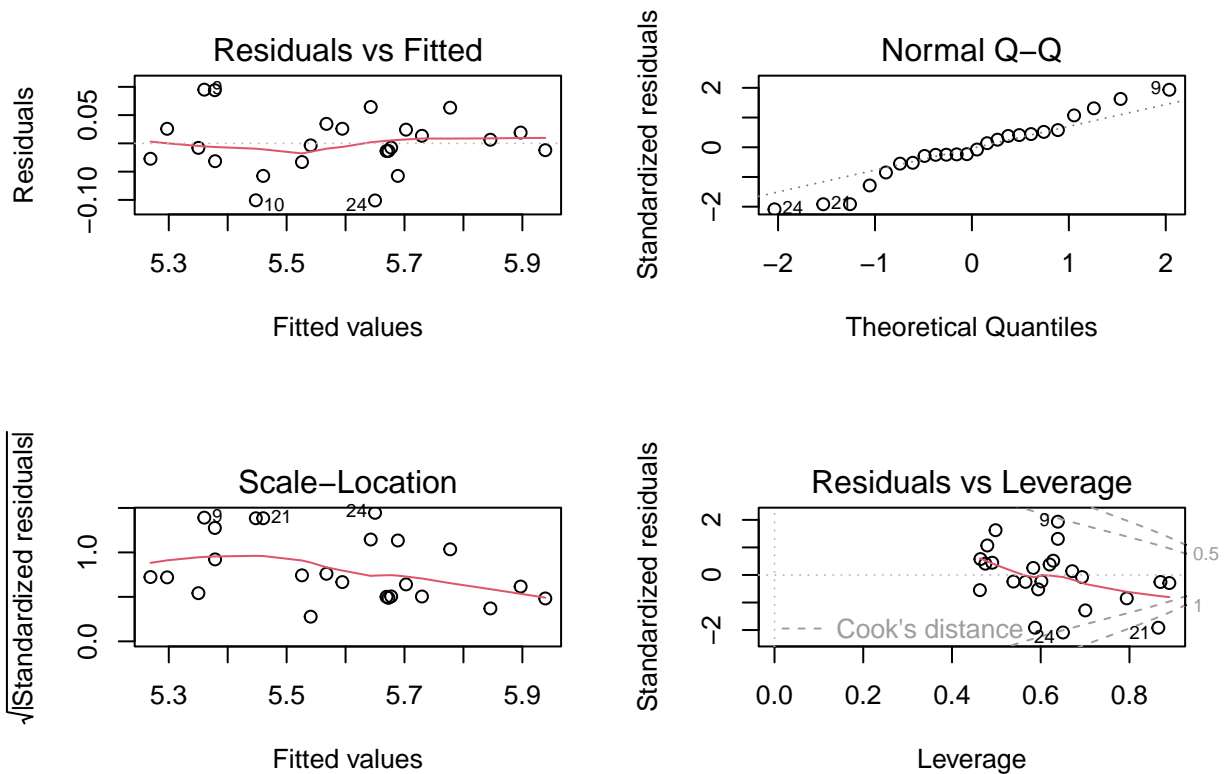 Residuals vs Fitted
Residuals
0.05
−0.10
9
10
24
5.3 5.5 5.7 5.9
Fitted values
Normal Q−Q
Standardized residuals
2
0
−2
9
24
21
−2 −1 0 1 2
Theoretical Quantiles
Scale−Location
√|Standardized residuals|
1.0
0.0
9
21
24
5.3 5.5 5.7 5.9
Fitted values
Residuals vs Leverage
Standardized residuals
2
0
−2
9
0.5
1
Cook's distance
24
21
0.0 0.2 0.4 0.6 0.8
Leverage